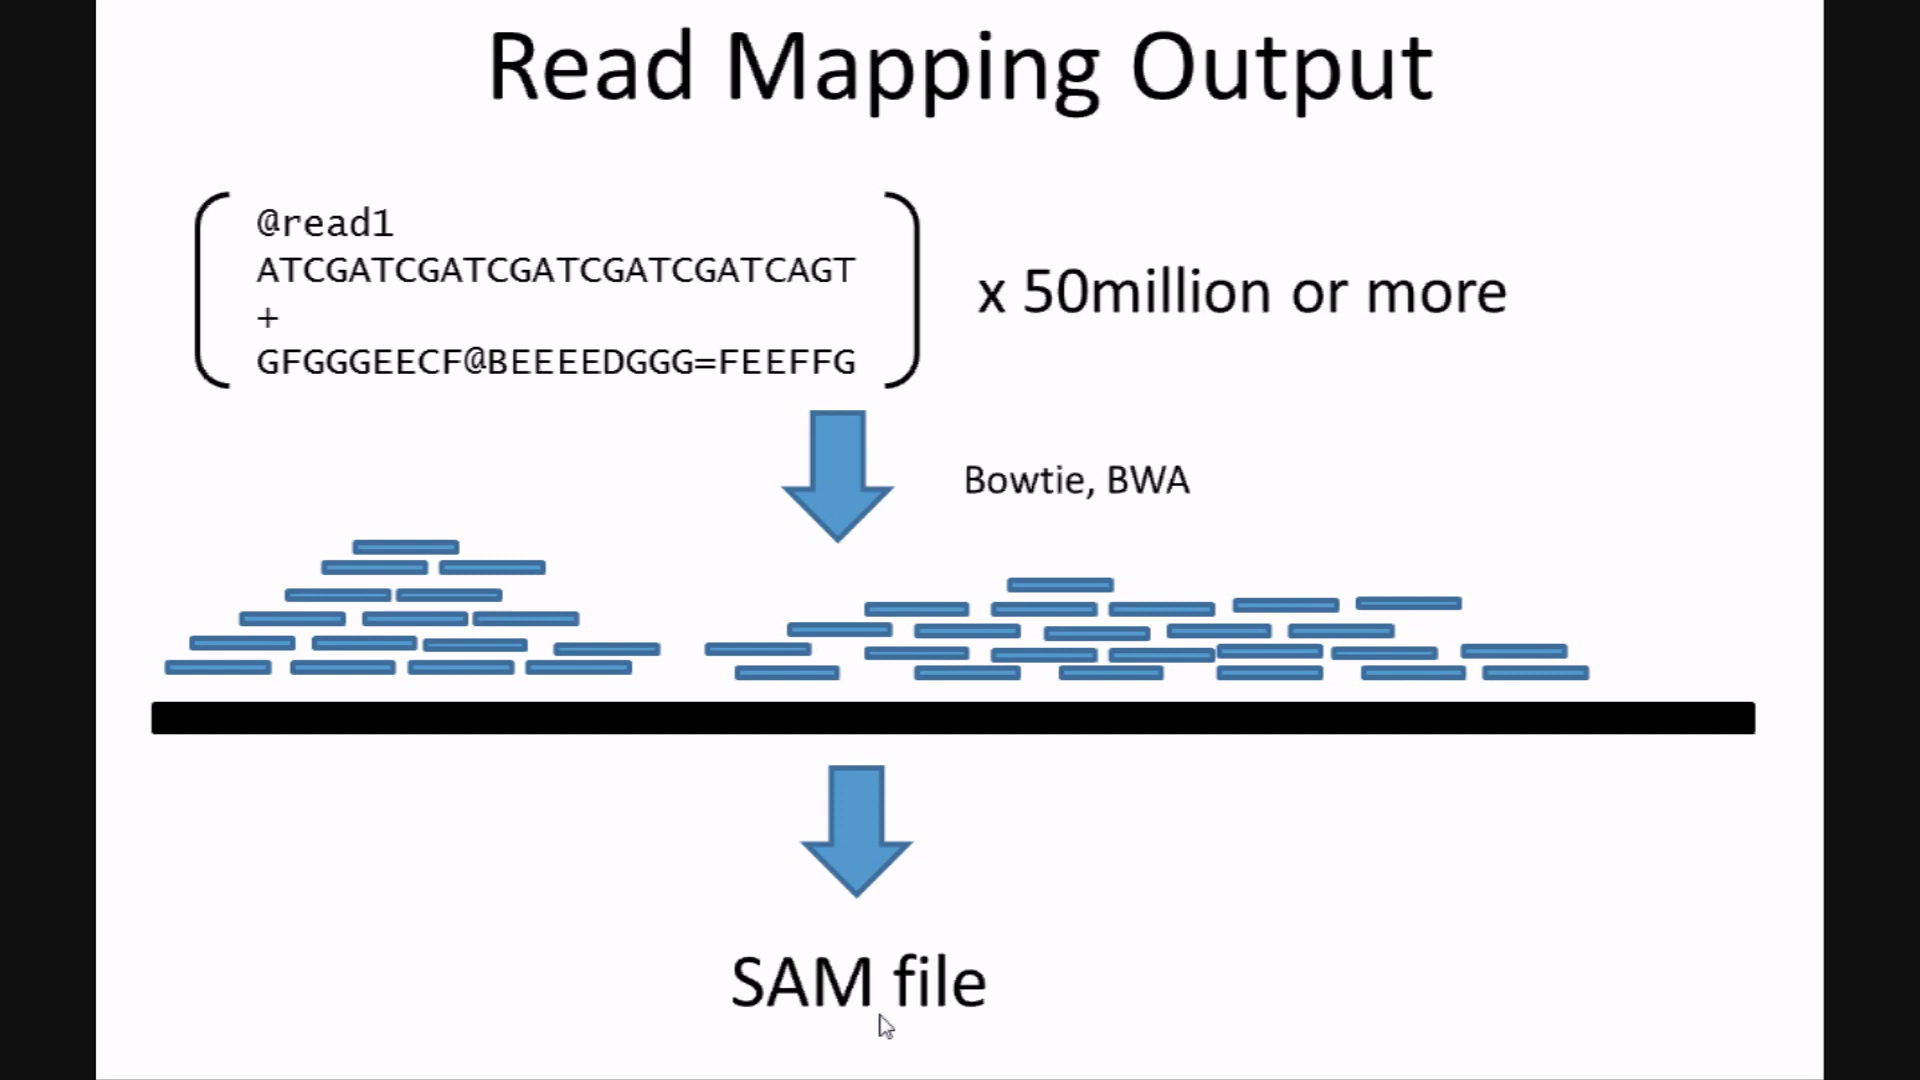 Read Mapping Output
@read1
ATCGATCGATCGATCGATCGATCAGT
+
GFGGGEECF@BEEEEDGGG=FEEFFG
x 50million or more
Bowtie, BWA
SAM file